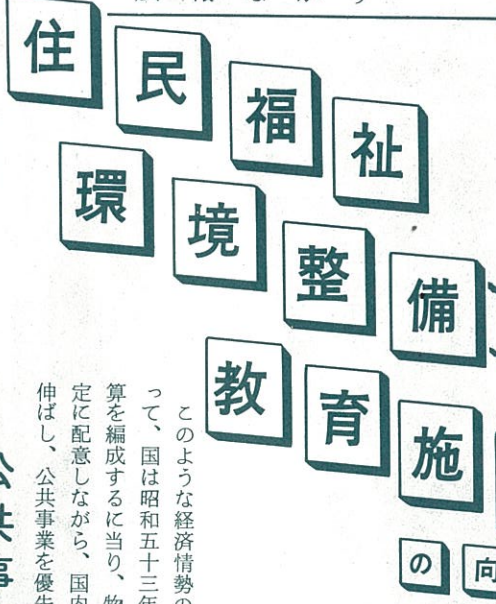 住民福祉
環境整備
教育施
の向
このような経済情勢の
って、国は昭和五十三年
算を編成するに当り、物
定に配意しながら、国内
伸ばし、公共事業を優先
公共事